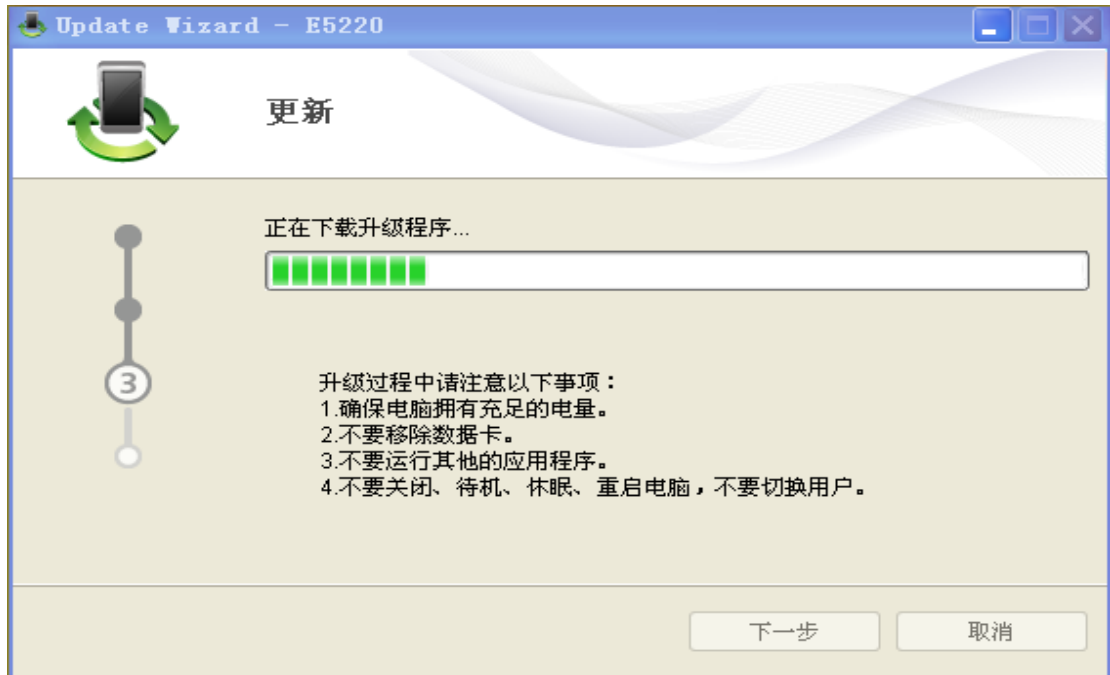 Update Wizard - E5220
更新
正在下载升级程序...
3
升级过程中请注意以下事项：
1.确保电脑拥有充足的电量。
2.不要移除数据卡。
3.不要运行其他的应用程序。
4.不要关闭、待机、休眠、重启电脑，不要切换用户。
下一步
取消